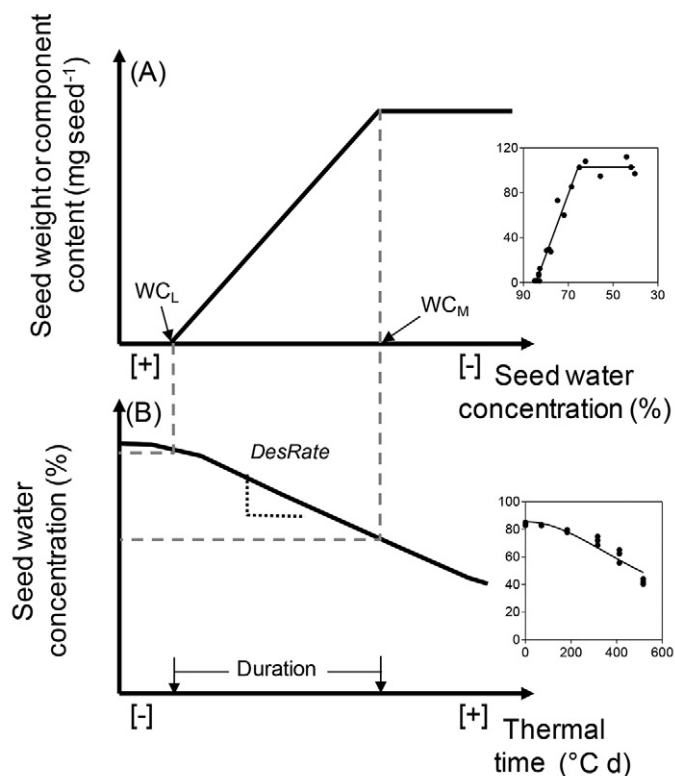 (A)
Seed weight or component
content (mg seed-1)
WCL
WCM
[+]
[-]
Seed water
concentration (%)
120
80
40
0
90
70
50
30
(B)
Seed water
concentration (%)
DesRate
Duration
[-]
[+]
Thermal
time (°C d)
100
80
60
40
20
0
0
200
400
600